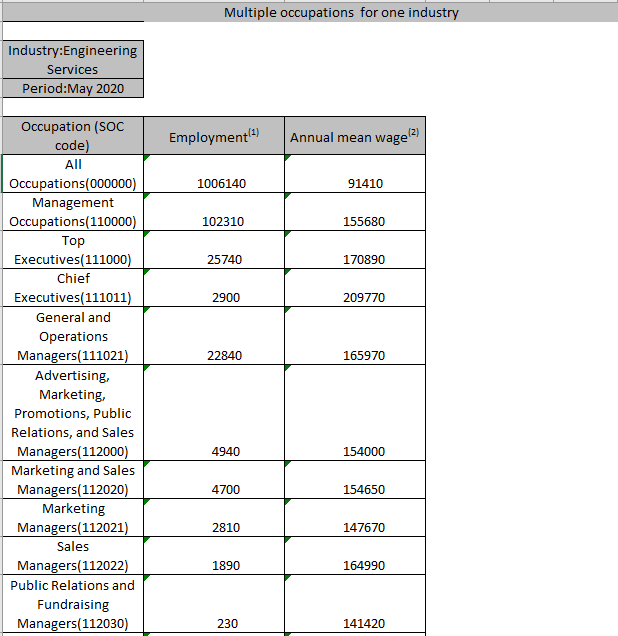 Multiple occupations for one industry
Industry:Engineering
Services
Period:May 2020
Occupation (SOC
code)
Employment(1)
Annual mean wage(2)
All
Occupations(000000)
1006140
91410
Management
Occupations(110000)
102310
155680
Top
Executives(111000)
25740
170890
Chief
Executives(111011)
2900
209770
General and
Operations
Managers(111021)
22840
165970
Advertising,
Marketing,
Promotions, Public
Relations, and Sales
Managers(112000)
4940
154000
Marketing and Sales
Managers(112020)
4700
154650
Marketing
Managers(112021)
2810
147670
Sales
Managers(112022)
1890
164990
Public Relations and
Fundraising
Managers(112030)
230
141420